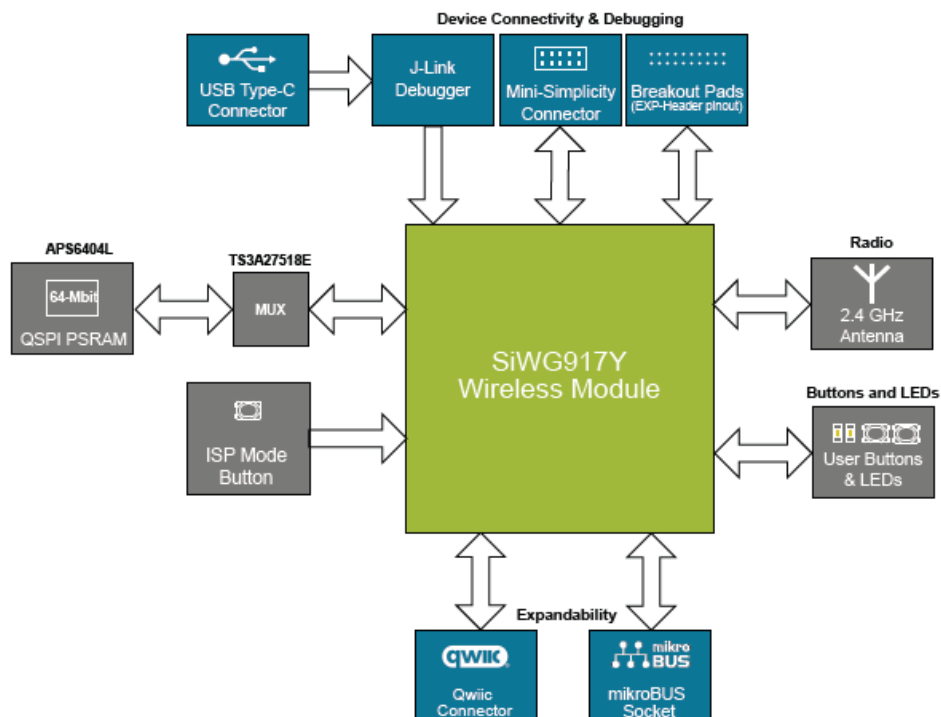 Device Connectivity & Debugging
USB Type-C
Connector
J-Link
Debugger
Mini-Simplicity
Connector
Breakout Pads
(EXP-Header pinout)
APS6404L
64-Mbit
QSPI PSRAM
TS3A27518E
MUX
SiWG917Y
Wireless Module
Radio
2.4 GHz
Antenna
ISP Mode
Button
Buttons and LEDs
User Buttons
& LEDs
Expandability
qwiic
Qwiic
Connector
mikro
BUS
mikroBUS
Socket